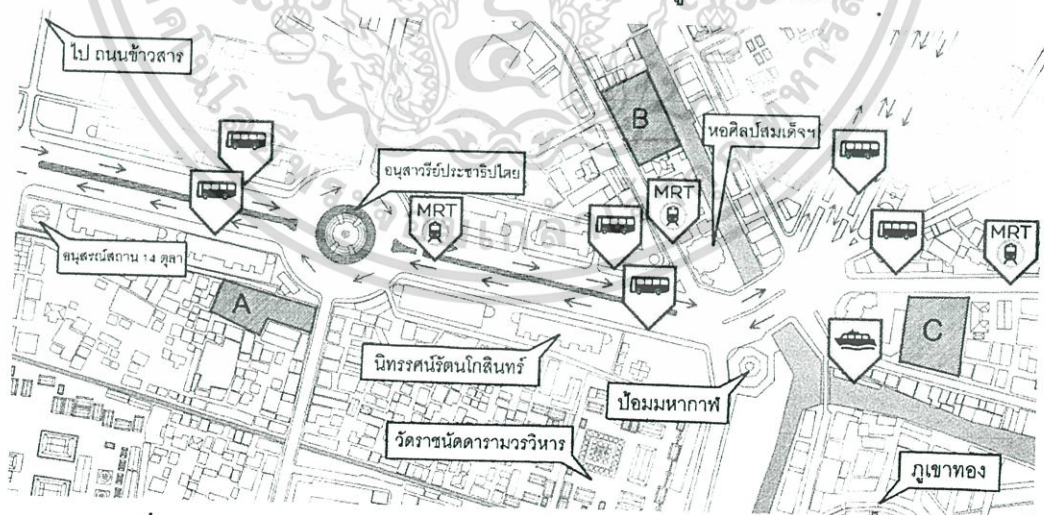 ไป ถนนข้าวสาร
B
หอศิลป์สมเด็จฯ
อนุสาวรีย์ประชาธิปไตย
MRT
MRT
MRT
อนุสรณ์สถาน 14 ตุลา
A
C
นิทรรศน์รัตนโกสินทร์
ป้อมมหากาฬ
วัดราชนัดดารามวรวิหาร
ภูเขาทอง